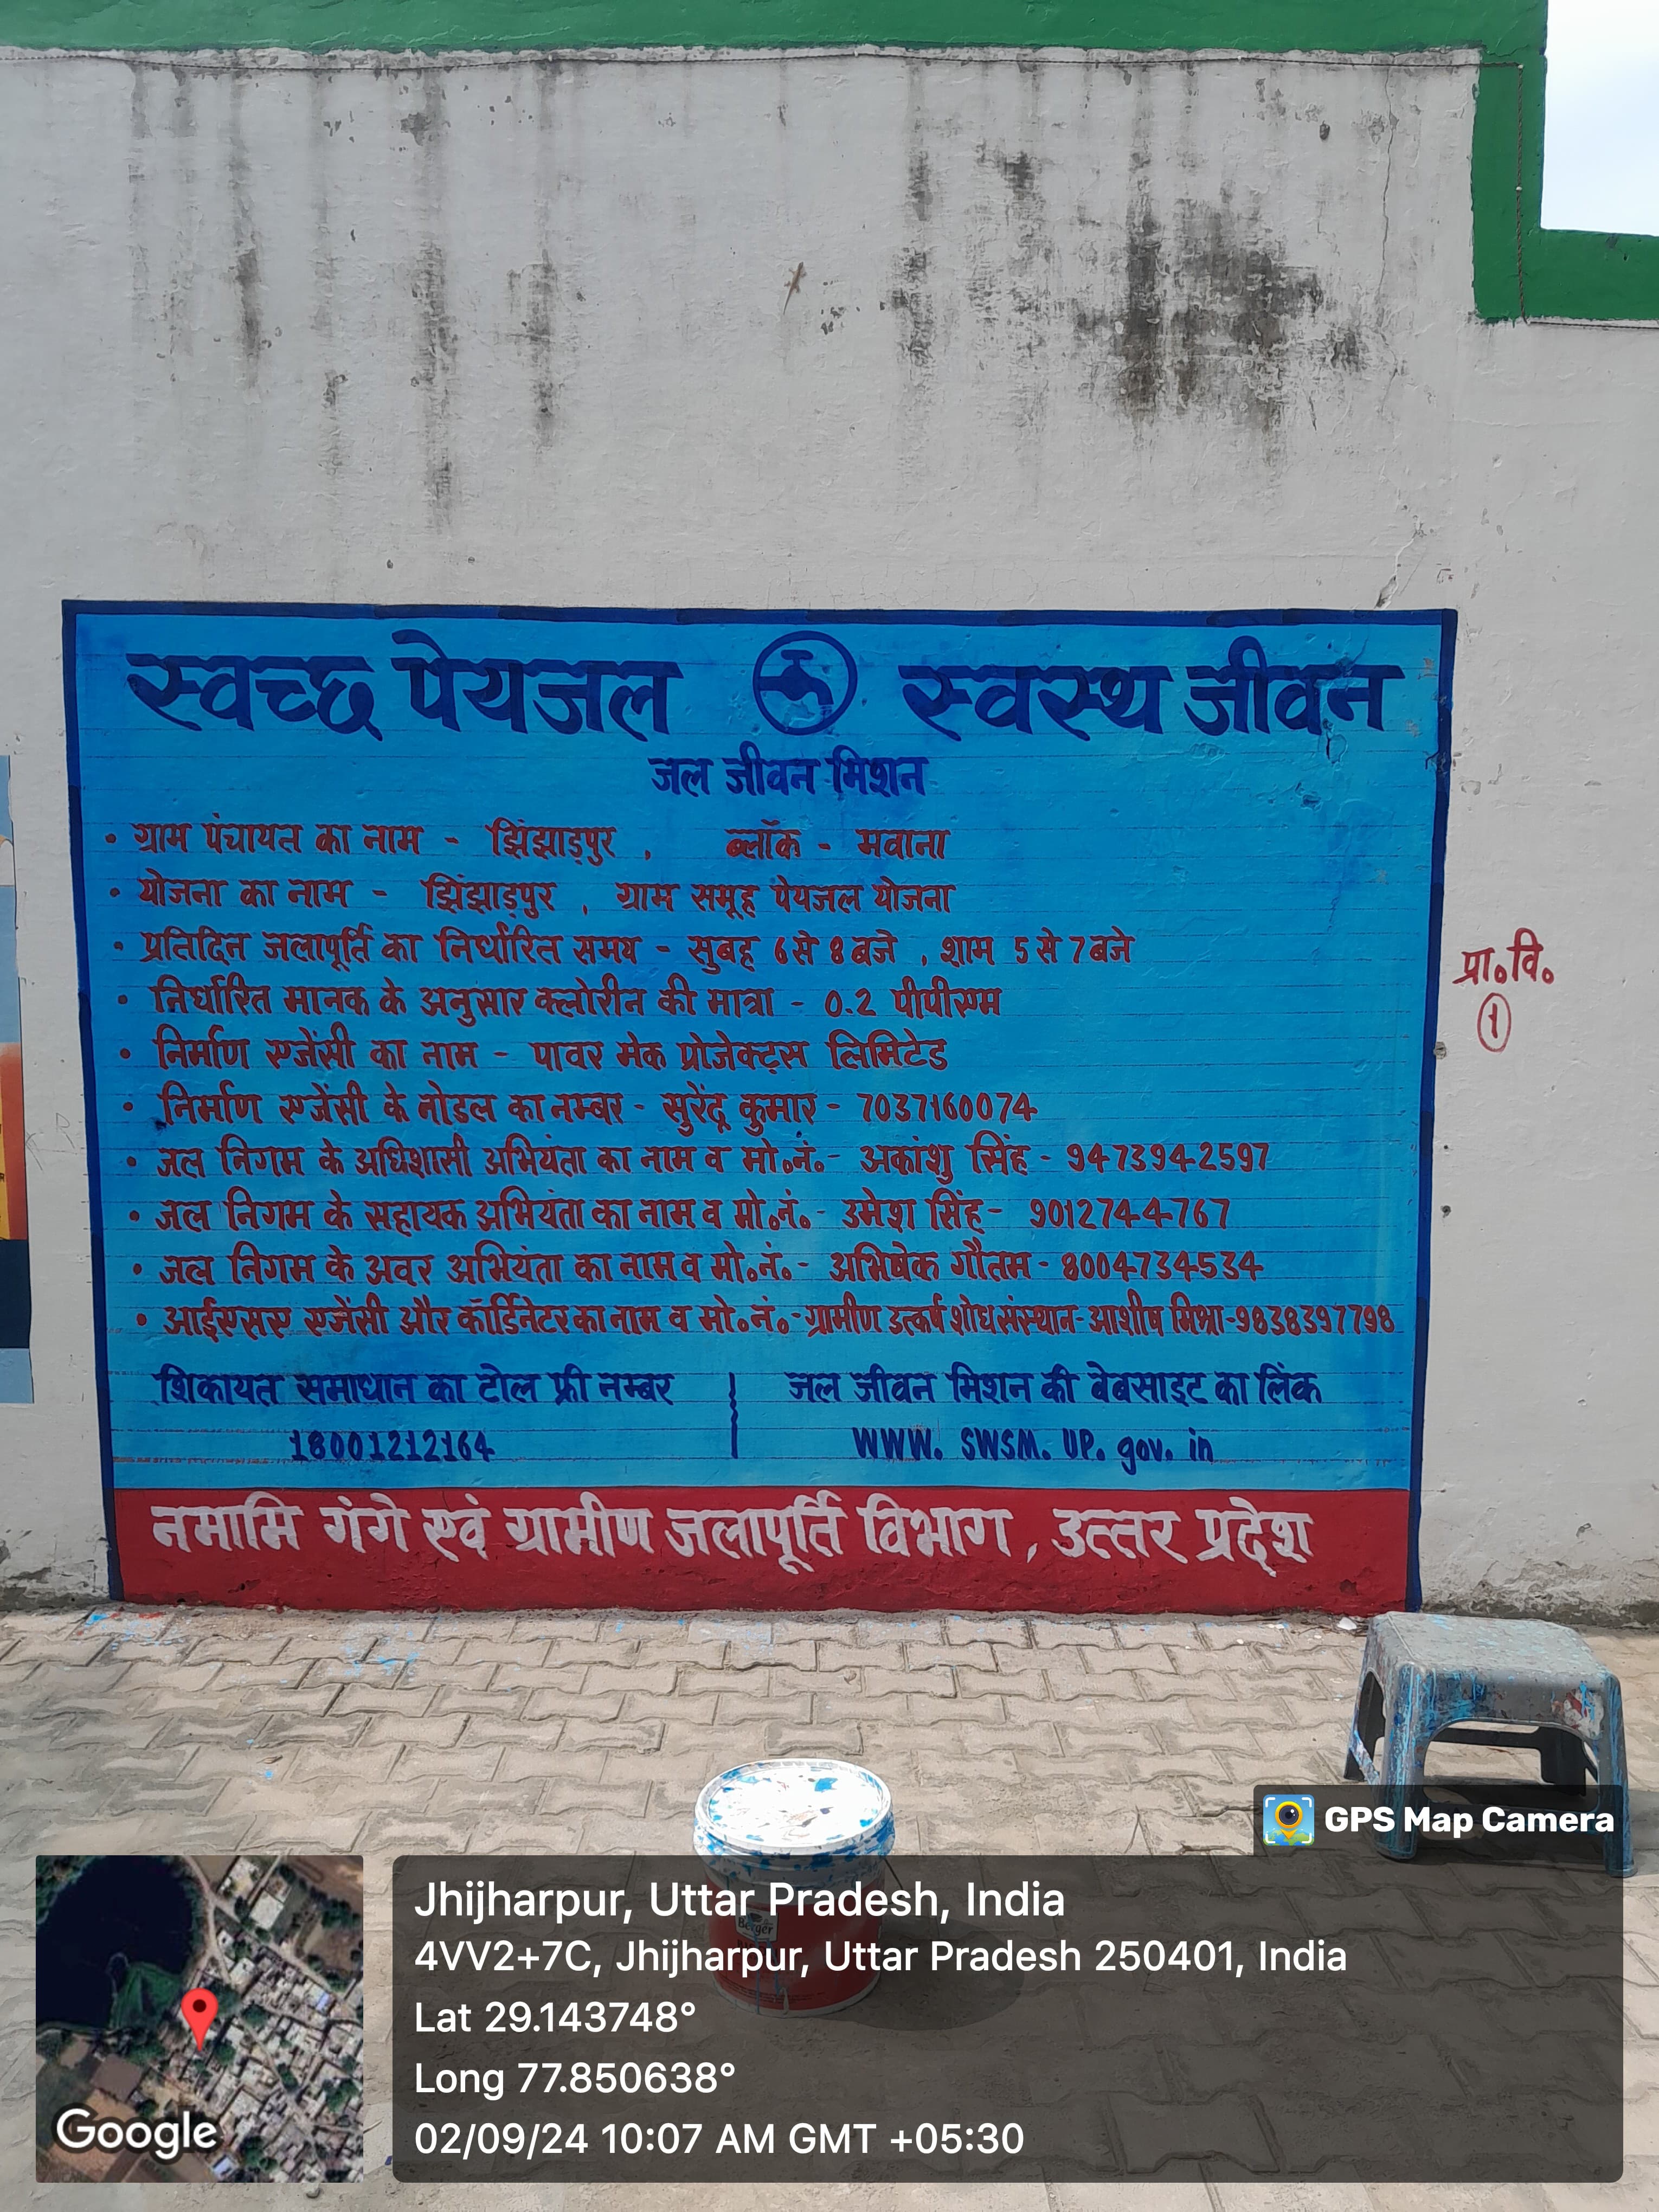 स्वच्छ पेयजल स्वस्थ जीवन
जल जीवन मिशन
• ग्राम पंचायत का नाम - झिंझाड़पुर , ब्लॉक - मवाना
• योजना का नाम - झिंझाड़पुर , ग्राम समूह पेयजल योजना
• प्रतिदिन जलापूर्ति का निर्धारित समय - सुबह 6 से 8 बजे , शाम 5 से 7 बजे
• निर्धारित मानक के अनुसार क्लोरीन की मात्रा - 0.2 पीपीएम
• निर्माण एजेंसी का नाम - पावर मेक प्रोजेक्ट्स लिमिटेड
• निर्माण एजेंसी के नोडल का नम्बर - सुरेंद्र कुमार - 7037160074
• जल निगम के अधिशासी अभियंता का नाम व मो०नं०- अकांशु सिंह - 9473942597
• जल निगम के सहायक अभियंता का नाम व मो०नं०- उमेश सिंह - 9012744767
• जल निगम के अवर अभियंता का नाम व मो०नं०- अभिषेक गौतम - 8004734534
• आईएसए एजेंसी और कॉर्डिनेटर का नाम व मो०नं०-ग्रामीण उत्कर्ष शोध संस्थान-आशीष मिश्रा-9838397798
शिकायत समाधान का टोल फ्री नम्बर
18001212164
जल जीवन मिशन की बेबसाइट का लिंक
WWW. SWSM. UP. gov. in
नमामि गंगे एवं ग्रामीण जलापूर्ति विभाग , उत्तर प्रदेश
प्रा०वि०
1
Berger
GPS Map Camera
Jhijharpur, Uttar Pradesh, India
4VV2+7C, Jhijharpur, Uttar Pradesh 250401, India
Lat 29.143748°
Long 77.850638°
02/09/24 10:07 AM GMT +05:30
Google